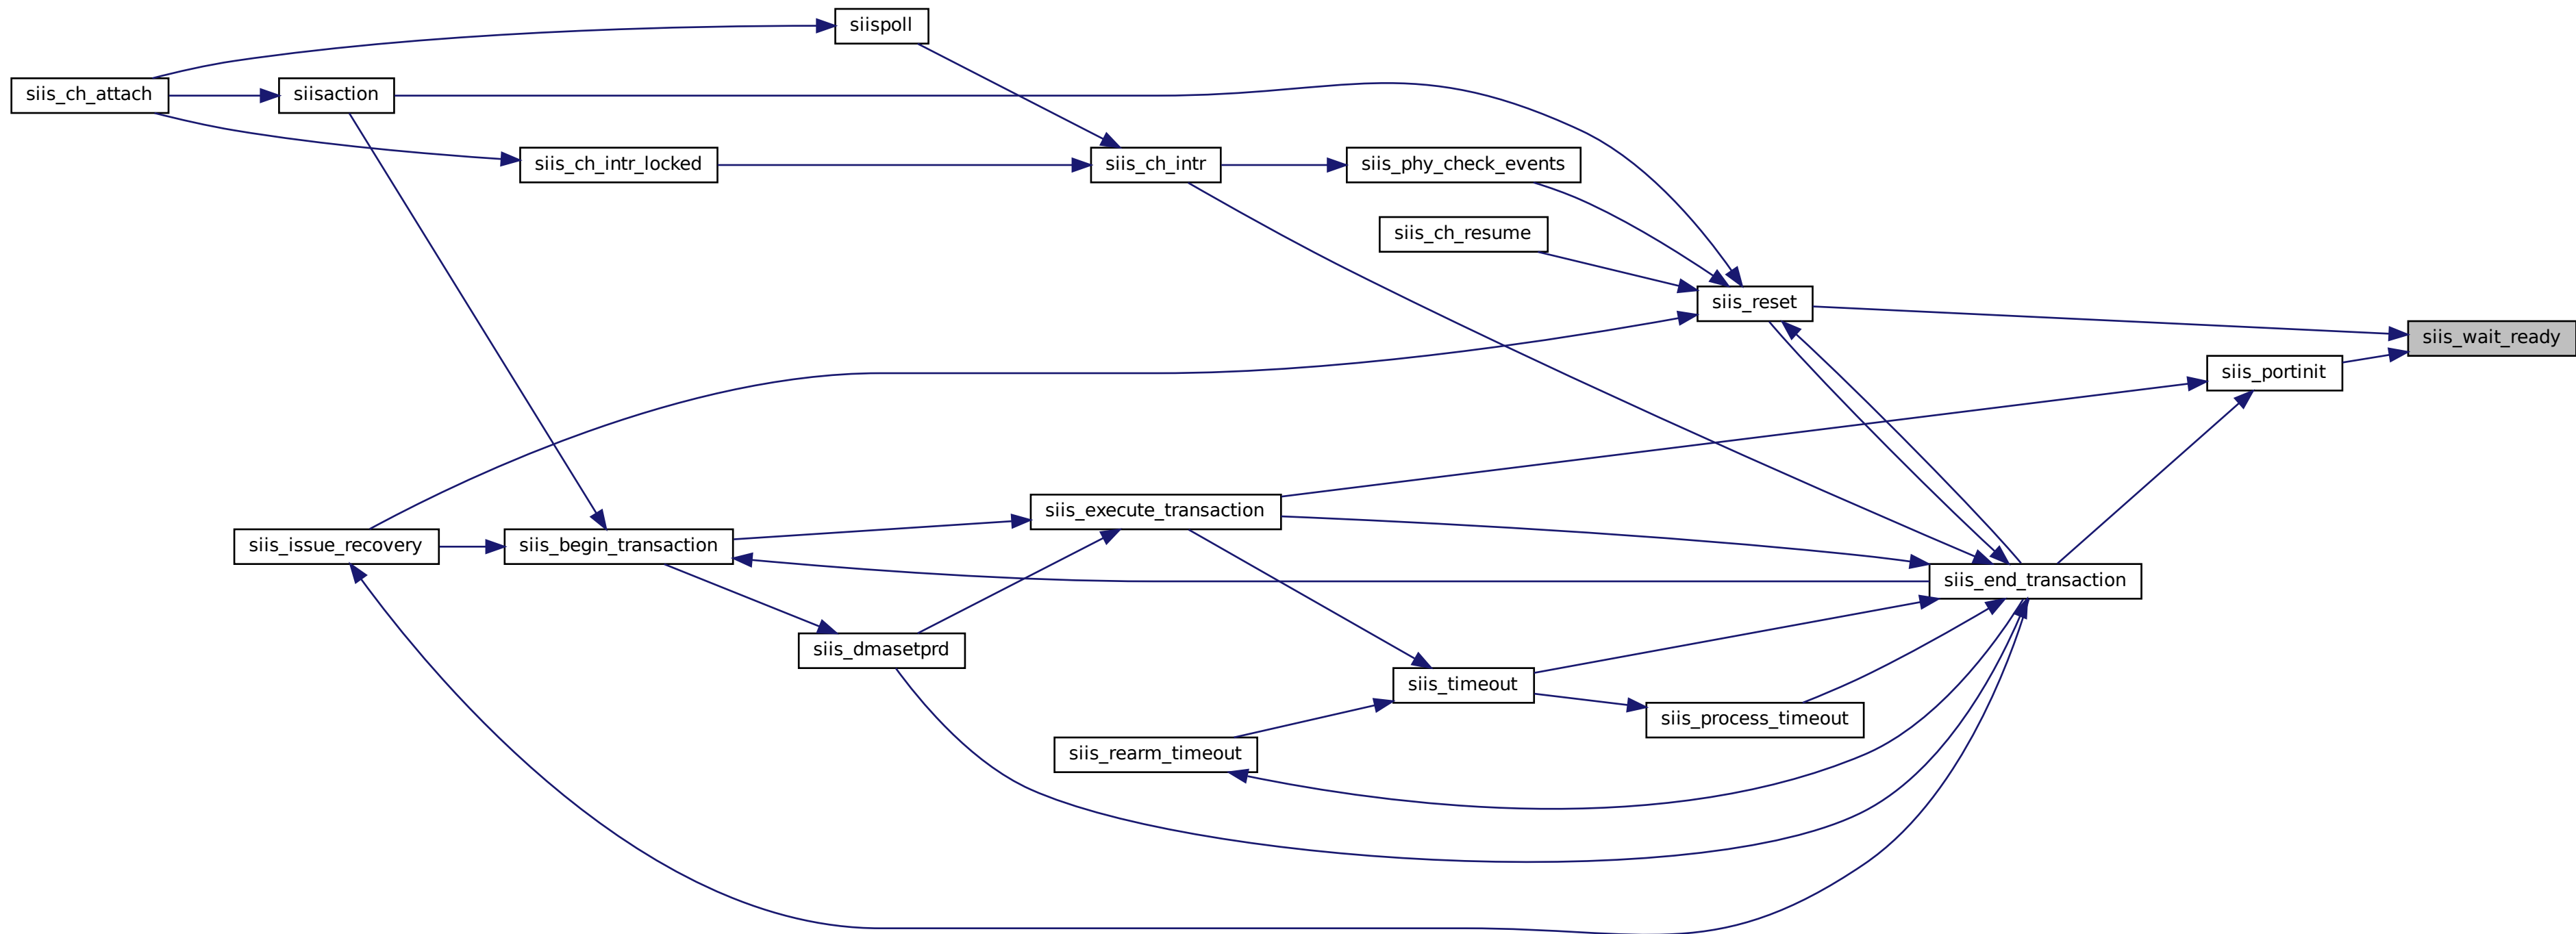 siispoll
siis_ch_attach
siisaction
siis_ch_intr_locked
siis_ch_intr
siis_phy_check_events
siis_ch_resume
siis_reset
siis_wait_ready
siis_portinit
siis_execute_transaction
siis_issue_recovery
siis_begin_transaction
siis_end_transaction
siis_dmasetprd
siis_timeout
siis_process_timeout
siis_rearm_timeout